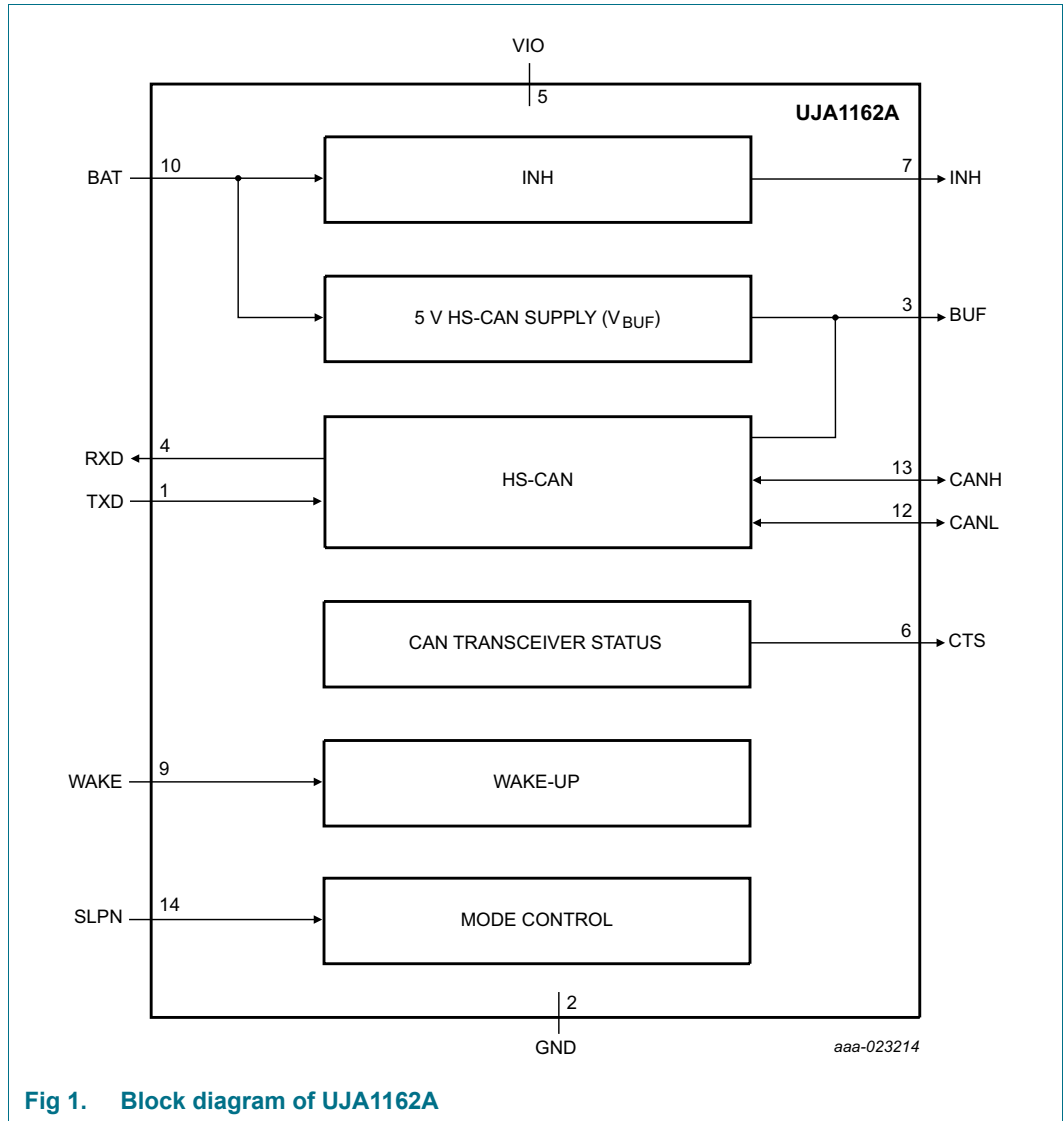 VIO
5
UJA1162A
BAT
10
INH
7
INH
5 V HS-CAN SUPPLY (VBUF)
3
BUF
RXD
4
HS-CAN
TXD
1
13
CANH
12
CANL
CAN TRANSCEIVER STATUS
6
CTS
WAKE
9
WAKE-UP
SLPN
14
MODE CONTROL
2
GND
aaa-023214
Fig 1. Block diagram of UJA1162A